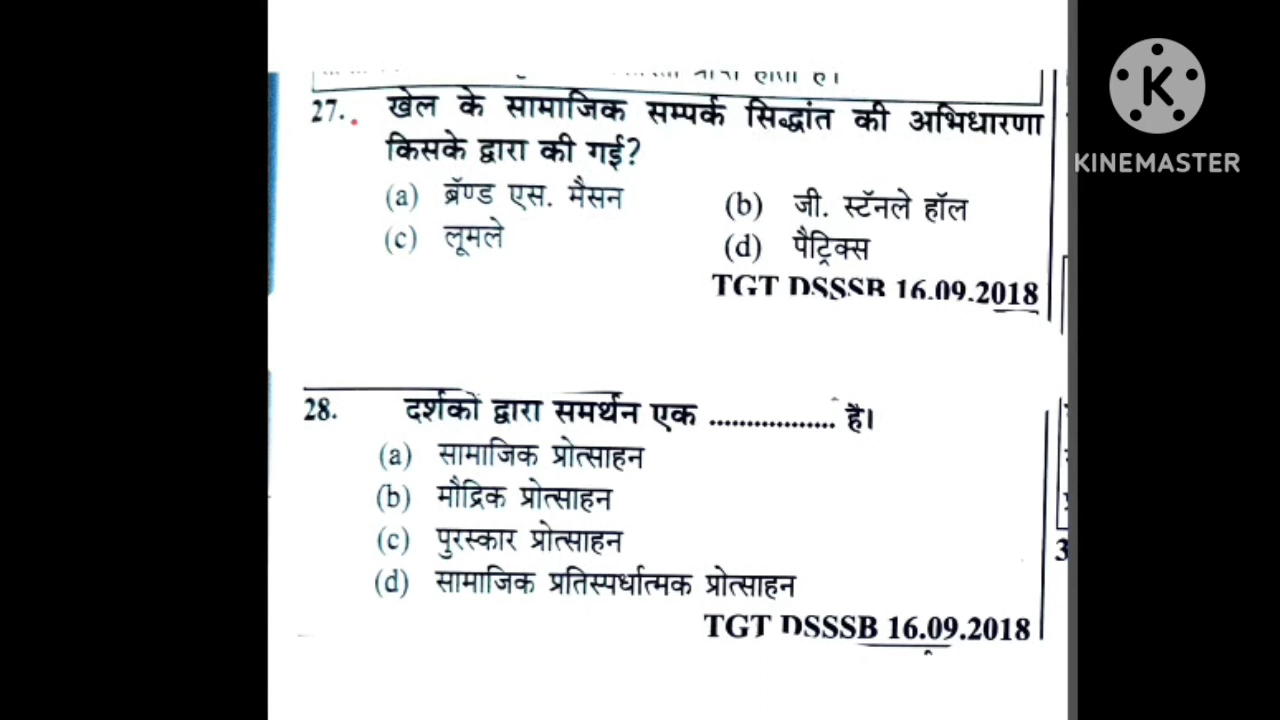 27. खेल के सामाजिक सम्पर्क सिद्धांत की अभिधारणा
किसके द्वारा की गई?
(a) ब्रॅण्ड एस. मैसन (b) जी. स्टॅनले हॉल
(c) लूमले (d) पैट्रिक्स
TGT DSSSB 16.09.2018
28. दर्शकों द्वारा समर्थन एक .................. है।
(a) सामाजिक प्रोत्साहन
(b) मौद्रिक प्रोत्साहन
(c) पुरस्कार प्रोत्साहन
(d) सामाजिक प्रतिस्पर्धात्मक प्रोत्साहन
3
TGT DSSSB 16.09.2018
K
KINEMASTER